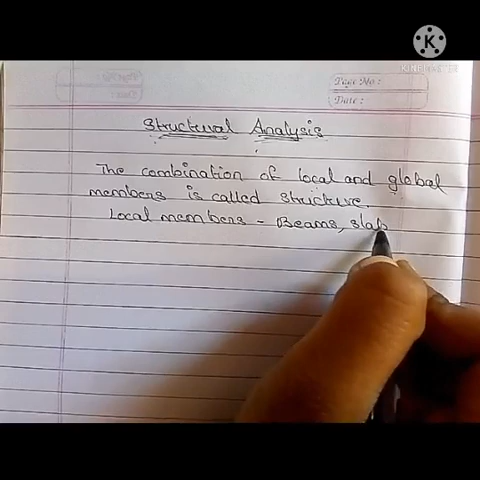 KINEMASTER
Page No :
Date :
Structural Analysis
The combination of local and global
members is called structure.
Local members - Beams, slab